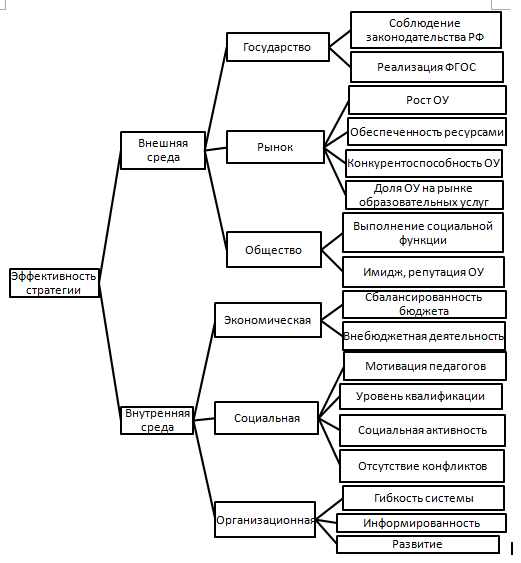 Соблюдение
законодательства РФ
Государство
Реализация ФГОС
Рост ОУ
Обеспеченность ресурсами
Внешняя
среда
Рынок
Конкурентоспособность ОУ
Доля ОУ на рынке
образовательных услуг
Выполнение социальной
функции
Общество
Имидж, репутация ОУ
Эффективность
стратегии
Сбалансированность
бюджета
Экономическая
Внебюджетная деятельность
Мотивация педагогов
Уровень квалификации
Внутренняя
среда
Социальная
Социальная активность
Отсутствие конфликтов
Гибкость системы
Организационная
Информированность
Развитие